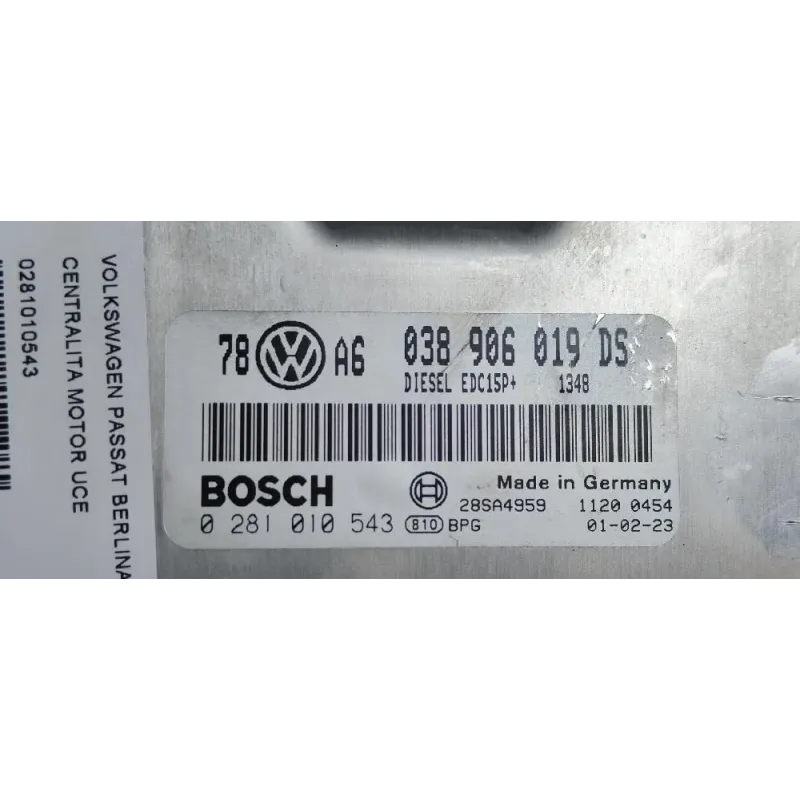 VOLKSWAGEN PASSAT BERLINA
CENTRALITA MOTOR UCE
0281010543
78 VW A6 038 906 019 DS
DIESEL EDC15P+ 1348
BOSCH Made in Germany
28SA4959 1120 0454
0 281 010 543 810 BPG 01-02-23